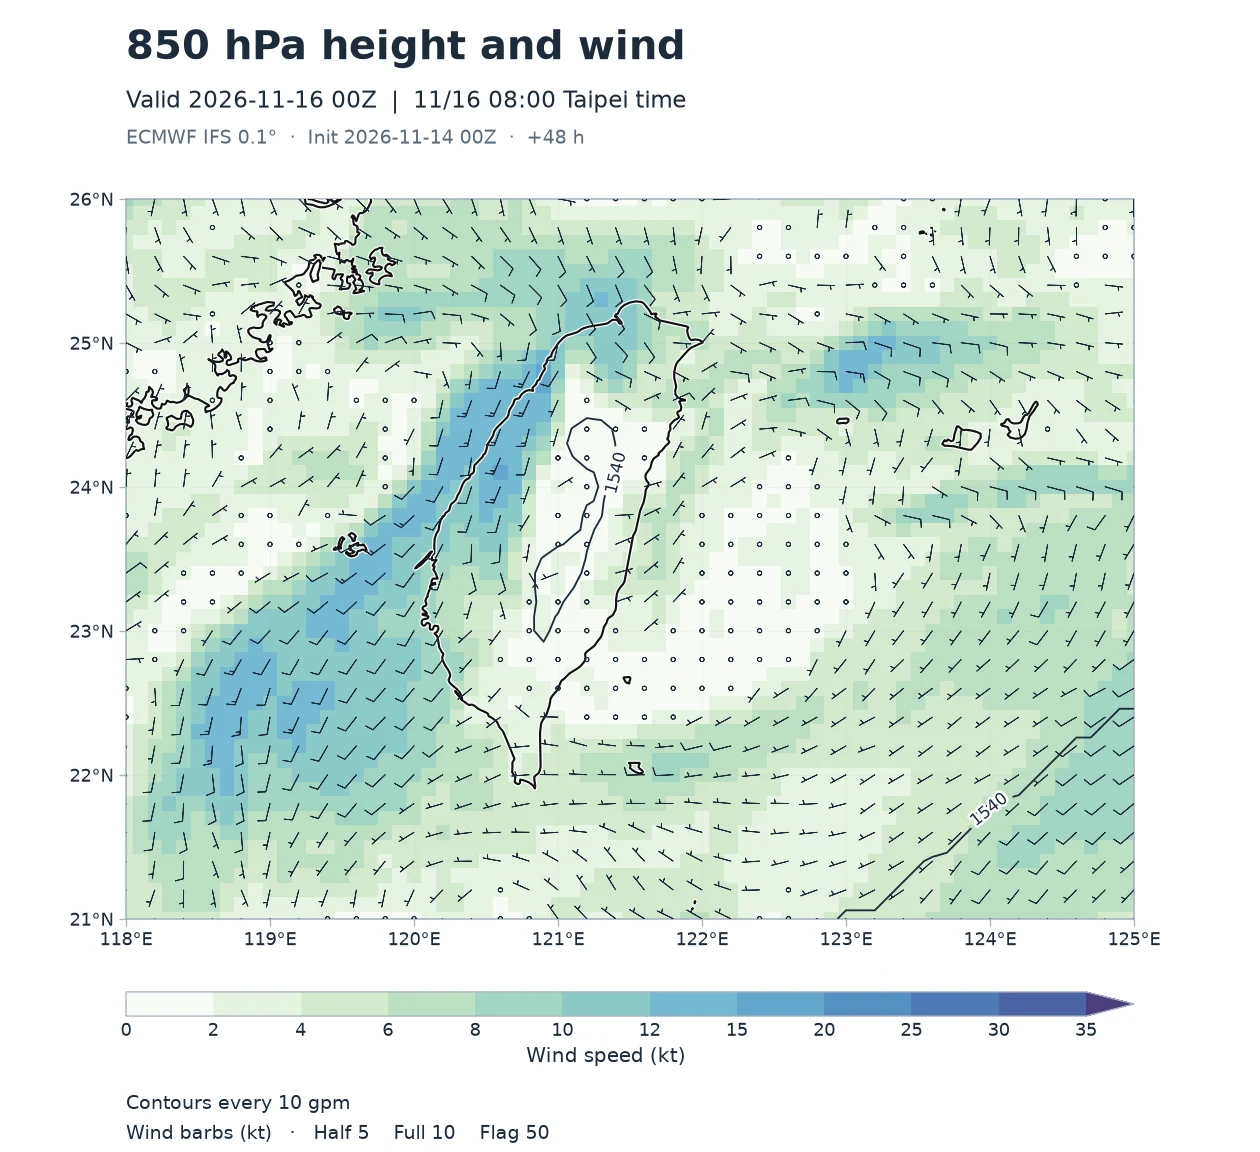 850 hPa height and wind
Valid 2026-11-16 00Z | 11/16 08:00 Taipei time
ECMWF IFS 0.1° · Init 2026-11-14 00Z · +48 h
26°N
25°N
24°N
23°N
22°N
21°N
1540
1540
118°E 119°E 120°E 121°E 122°E 123°E 124°E 125°E
0 2 4 6 8 10 12 15 20 25 30 35
Wind speed (kt)
Contours every 10 gpm
Wind barbs (kt) · Half 5 Full 10 Flag 50